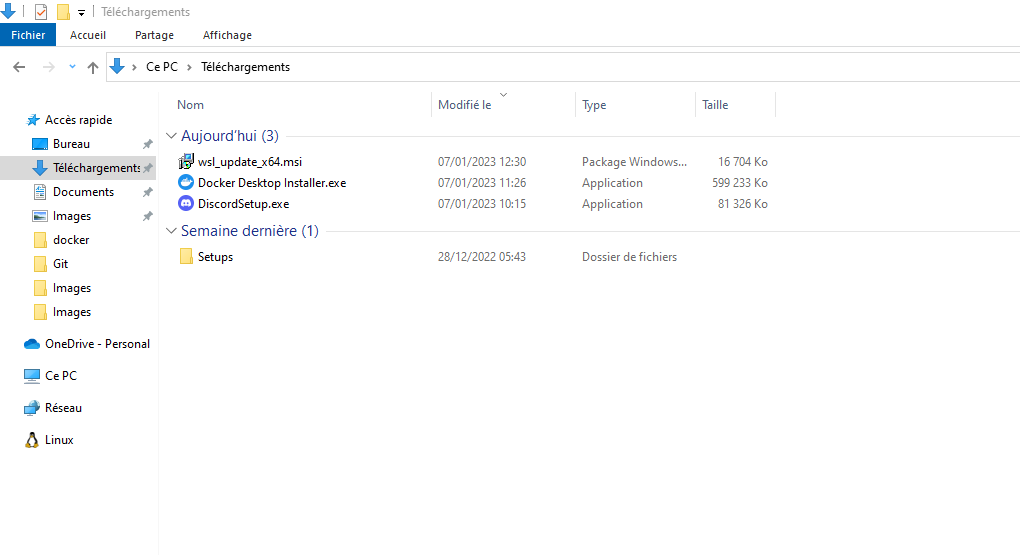 Téléchargements
Fichier Accueil Partage Affichage
Ce PC Téléchargements
Nom Modifié le Type Taille
Accès rapide
Bureau
Téléchargements
Documents
Images
docker
Git
Images
Images
OneDrive - Personal
Ce PC
Réseau
Linux
Aujourd'hui (3)
wsl_update_x64.msi 07/01/2023 12:30 Package Windows... 16 704 Ko
Docker Desktop Installer.exe 07/01/2023 11:26 Application 599 233 Ko
DiscordSetup.exe 07/01/2023 10:15 Application 81 326 Ko
Semaine dernière (1)
Setups 28/12/2022 05:43 Dossier de fichiers